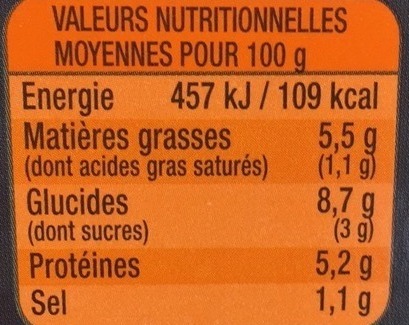 VALEURS NUTRITIONNELLES
MOYENNES POUR 100 g
Energie 457 kJ / 109 kcal
Matières grasses 5,5 g
(dont acides gras saturés) (1,1 g)
Glucides 8,7 g
(dont sucres) (3 g)
Protéines 5,2 g
Sel 1,1 g